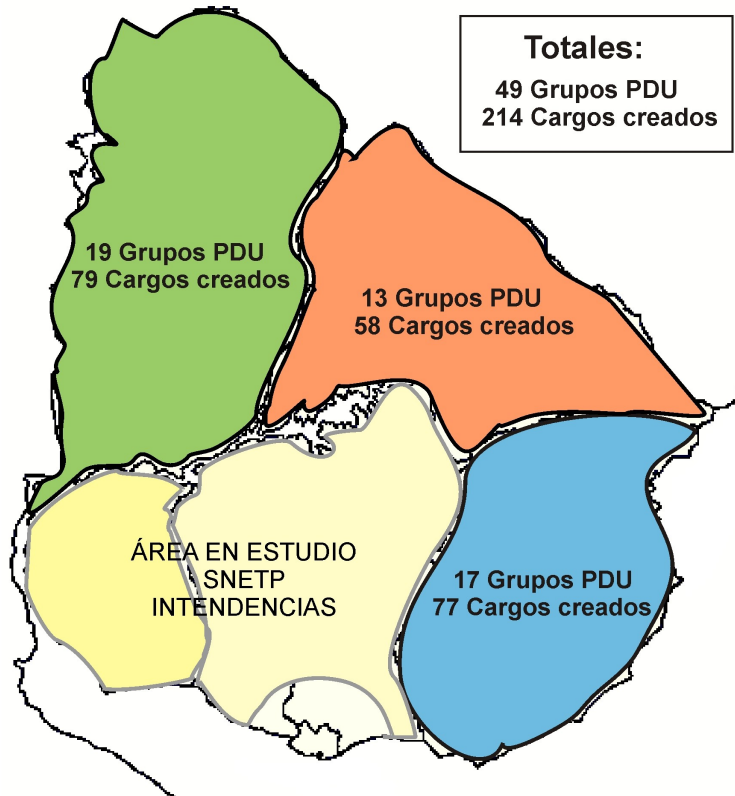 Totales:
49 Grupos PDU
214 Cargos creados
19 Grupos PDU
79 Cargos creados
13 Grupos PDU
58 Cargos creados
ÁREA EN ESTUDIO
SNETP
INTENDENCIAS
17 Grupos PDU
77 Cargos creados